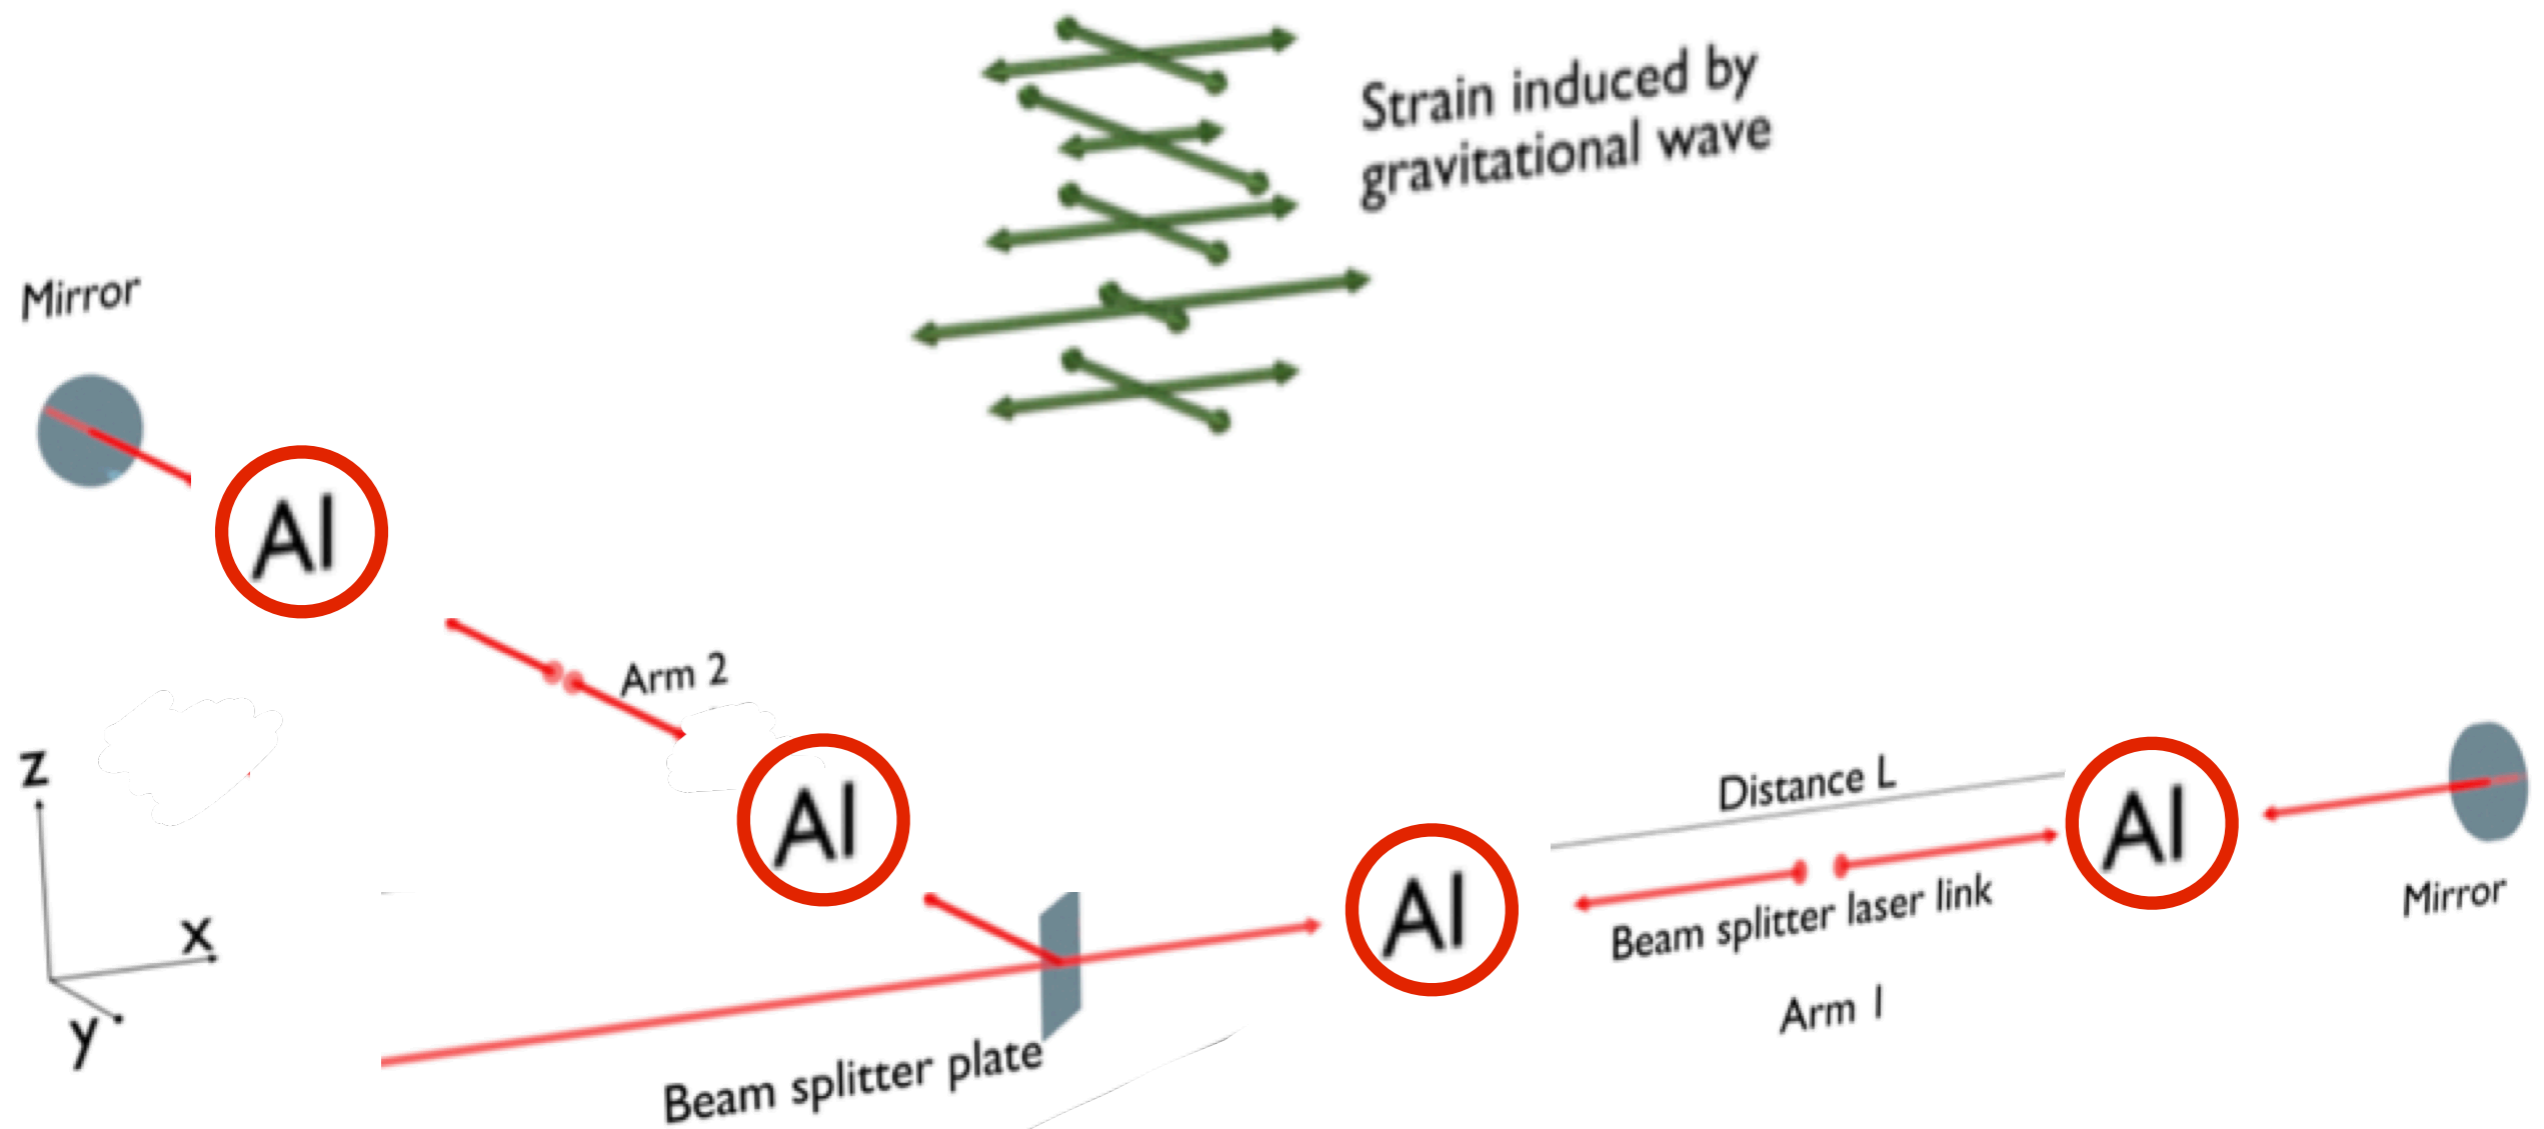 Strain induced by
gravitational wave
Mirror
AI
Arm 2
z
AI
Distance L
AI
x
AI
Beam splitter laser link
Mirror
y
Arm 1
Beam splitter plate